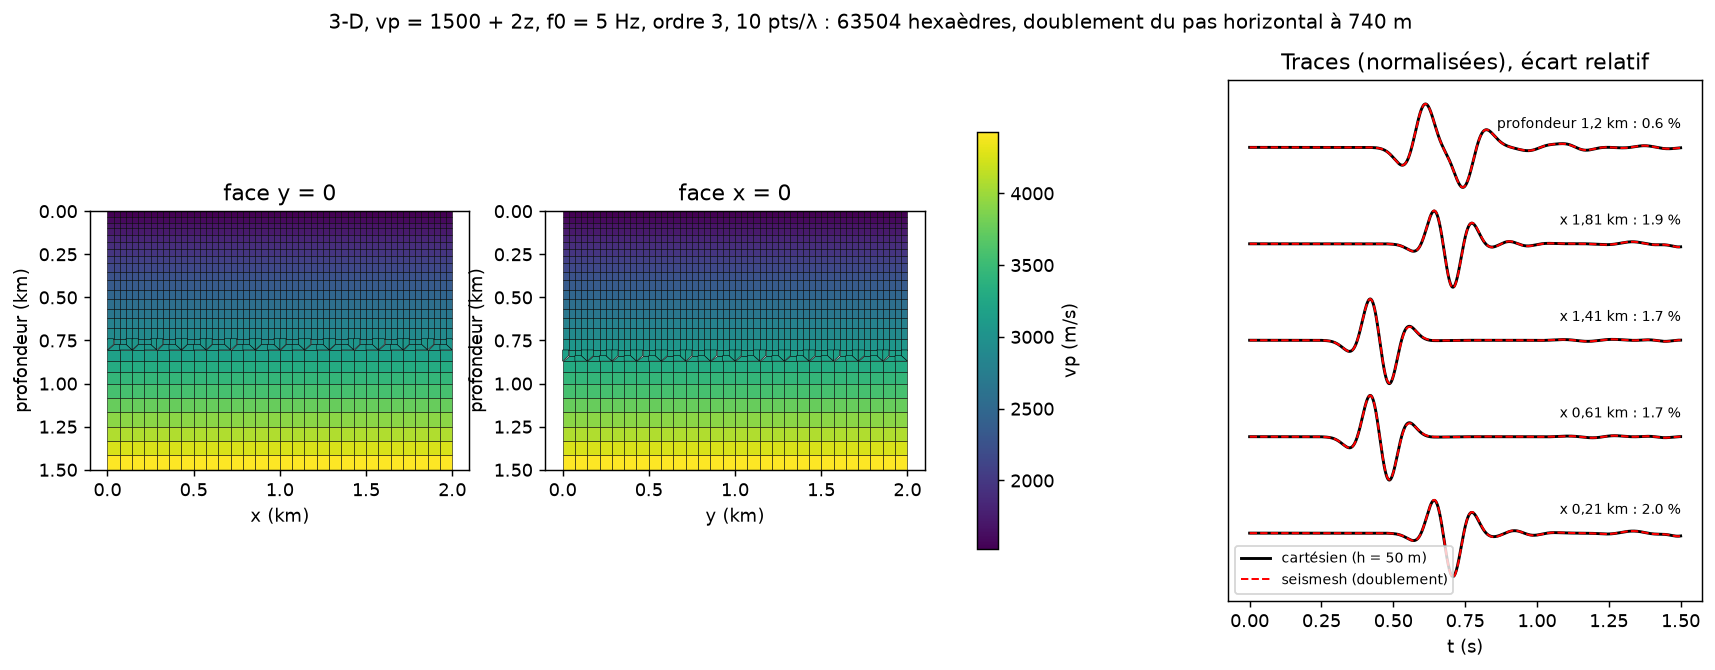 3-D, vp = 1500 + 2z, f0 = 5 Hz, ordre 3, 10 pts/λ : 63504 hexaèdres, doublement du pas horizontal à 740 m
face y = 0
profondeur (km)
0.00
0.25
0.50
0.75
1.00
1.25
1.50
0.0
0.5
1.0
1.5
2.0
x (km)
face x = 0
profondeur (km)
0.00
0.25
0.50
0.75
1.00
1.25
1.50
0.0
0.5
1.0
1.5
2.0
y (km)
4000
3500
3000
2500
2000
vp (m/s)
Traces (normalisées), écart relatif
profondeur 1,2 km : 0.6 %
x 1,81 km : 1.9 %
x 1,41 km : 1.7 %
x 0,61 km : 1.7 %
x 0,21 km : 2.0 %
cartésien (h = 50 m)
seismesh (doublement)
0.00
0.25
0.50
0.75
1.00
1.25
1.50
t (s)